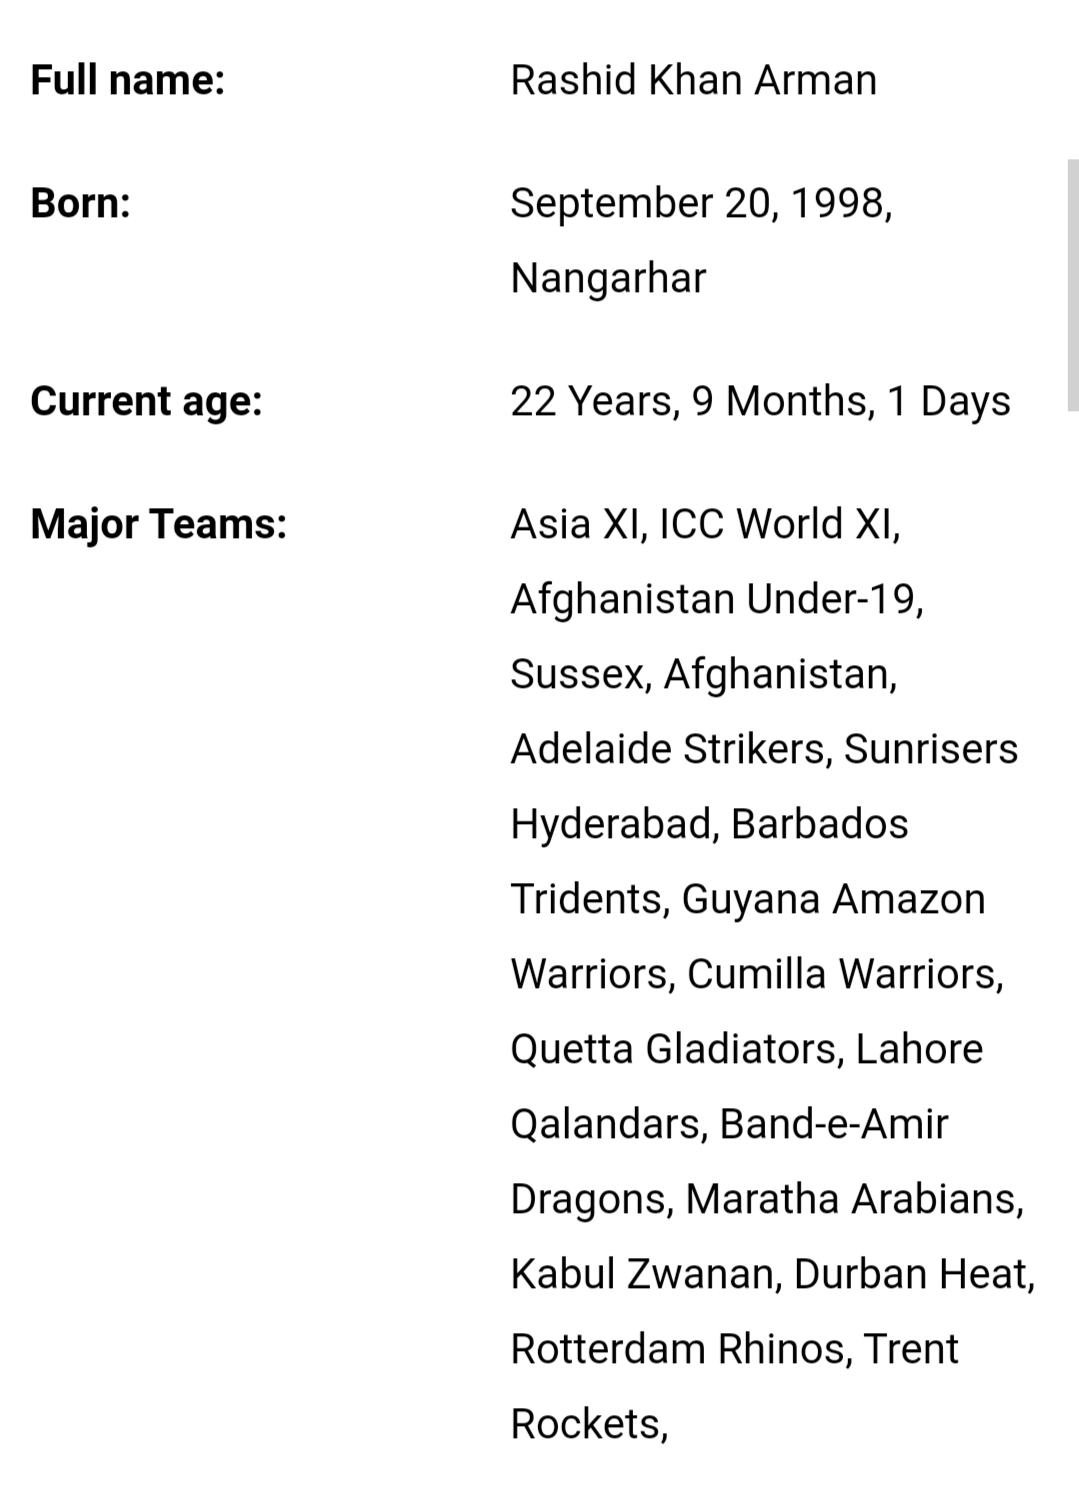 Full name: Rashid Khan Arman
Born: September 20, 1998,
Nangarhar
Current age: 22 Years, 9 Months, 1 Days
Major Teams: Asia XI, ICC World XI,
Afghanistan Under-19,
Sussex, Afghanistan,
Adelaide Strikers, Sunrisers
Hyderabad, Barbados
Tridents, Guyana Amazon
Warriors, Cumilla Warriors,
Quetta Gladiators, Lahore
Qalandars, Band-e-Amir
Dragons, Maratha Arabians,
Kabul Zwanan, Durban Heat,
Rotterdam Rhinos, Trent
Rockets,